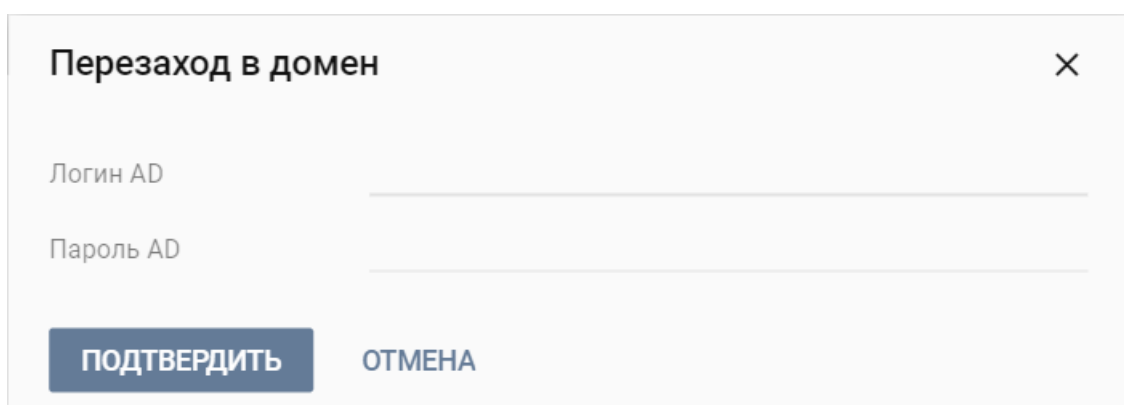 Перезаход в домен
Логин AD
Пароль AD
ПОДТВЕРДИТЬ ОТМЕНА